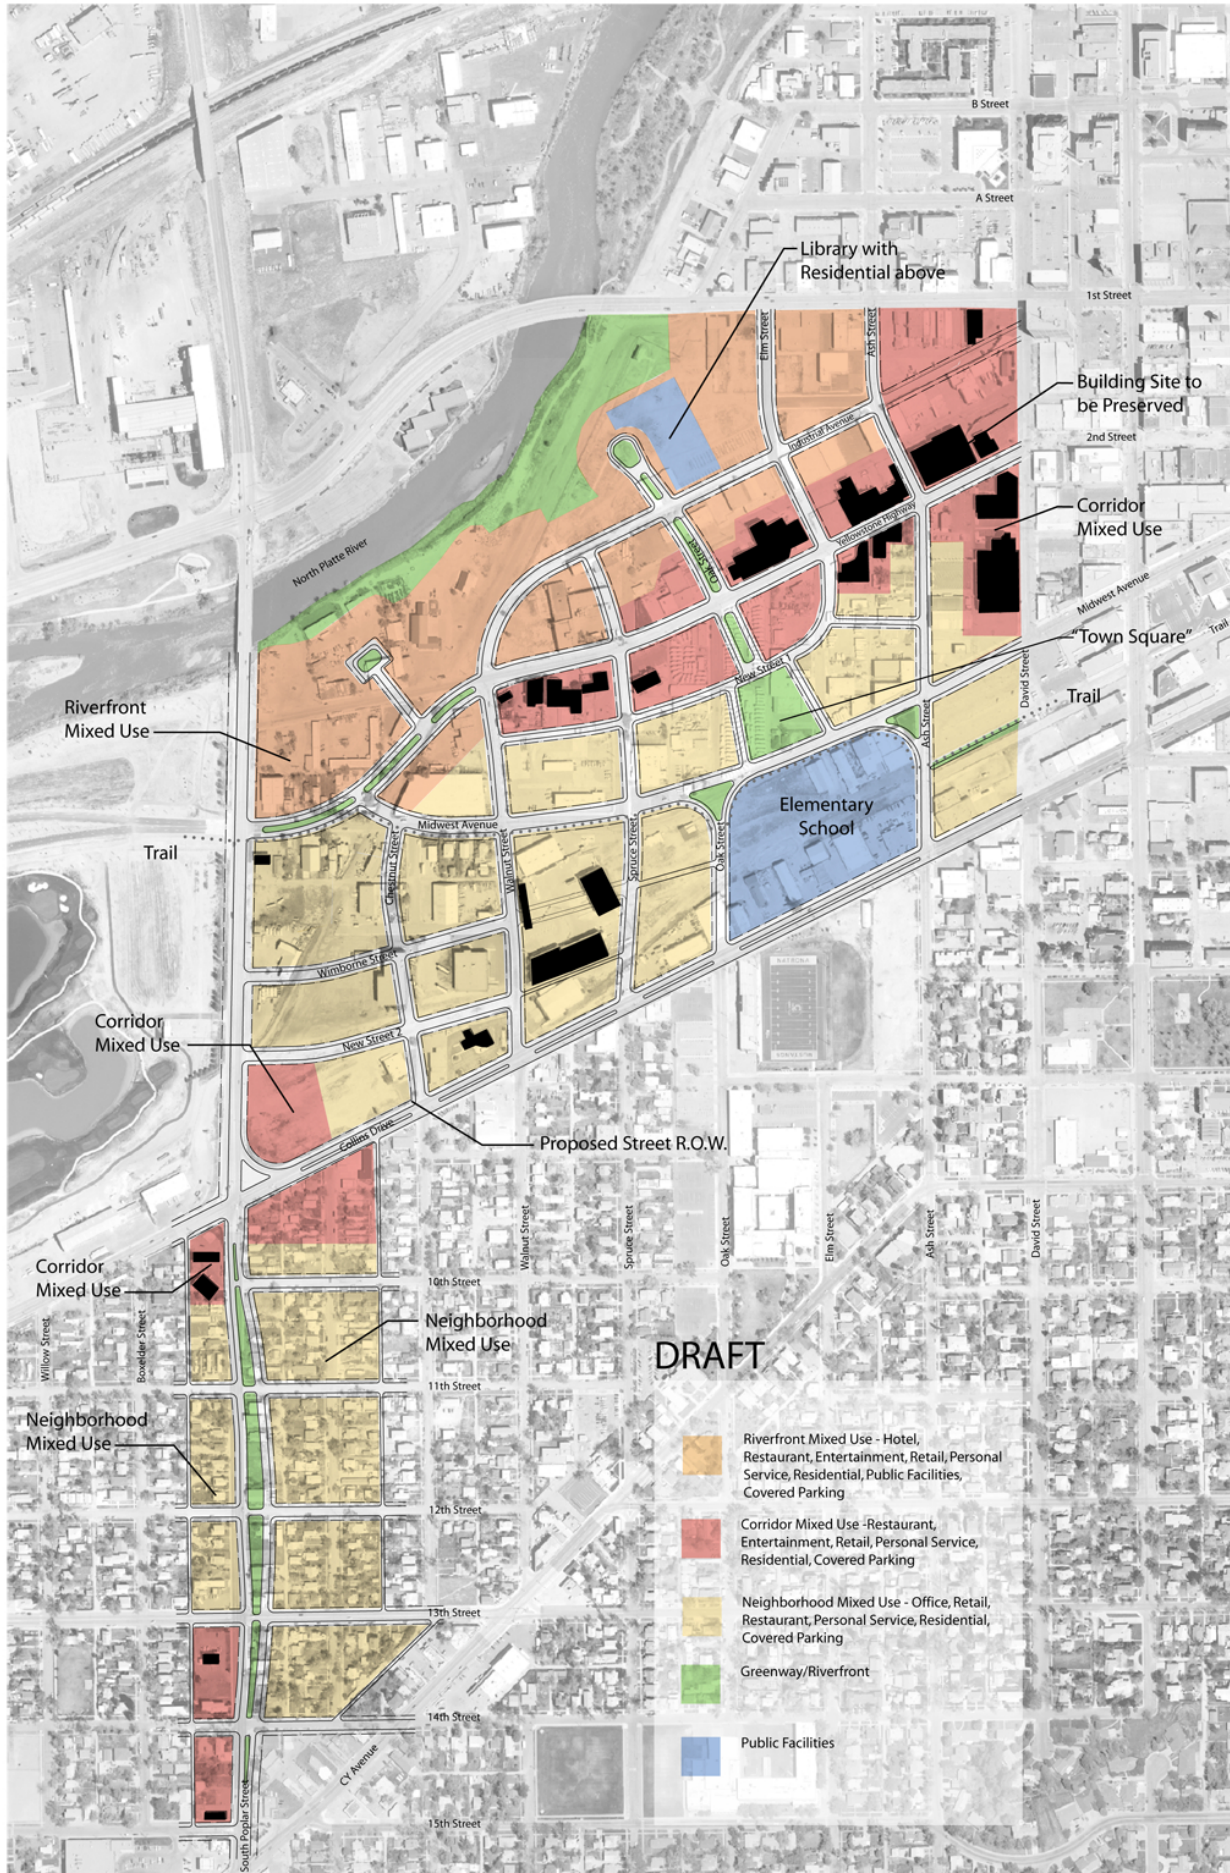 B Street
A Street
Library with
Residential above
1st Street
Elm Street
Ash Street
Building Site to
be Preserved
2nd Street
Industrial Avenue
Corridor
Mixed Use
Yellowstone Highway
North Platte River
Oak Street
Midwest Avenue
Trail
"Town Square"
New Street 1
David Street
Trail
Riverfront
Mixed Use
Ash Street
Elementary
School
Midwest Avenue
Trail
Chestnut Street
Walnut Street
Spruce Street
Oak Street
Wimborne Street
Corridor
Mixed Use
New Street 2
Collins Drive
Proposed Street R.O.W.
Walnut Street
Spruce Street
Oak Street
Elm Street
Ash Street
David Street
Corridor
Mixed Use
10th Street
Willow Street
Boxelder Street
Neighborhood
Mixed Use
DRAFT
11th Street
Neighborhood
Mixed Use
Riverfront Mixed Use - Hotel,
Restaurant, Entertainment, Retail, Personal
Service, Residential, Public Facilities,
Covered Parking
12th Street
Corridor Mixed Use -Restaurant,
Entertainment, Retail, Personal Service,
Residential, Covered Parking
Neighborhood Mixed Use - Office, Retail,
Restaurant, Personal Service, Residential,
Covered Parking
13th Street
Greenway/Riverfront
14th Street
Public Facilities
CY Avenue
South Poplar Street
15th Street